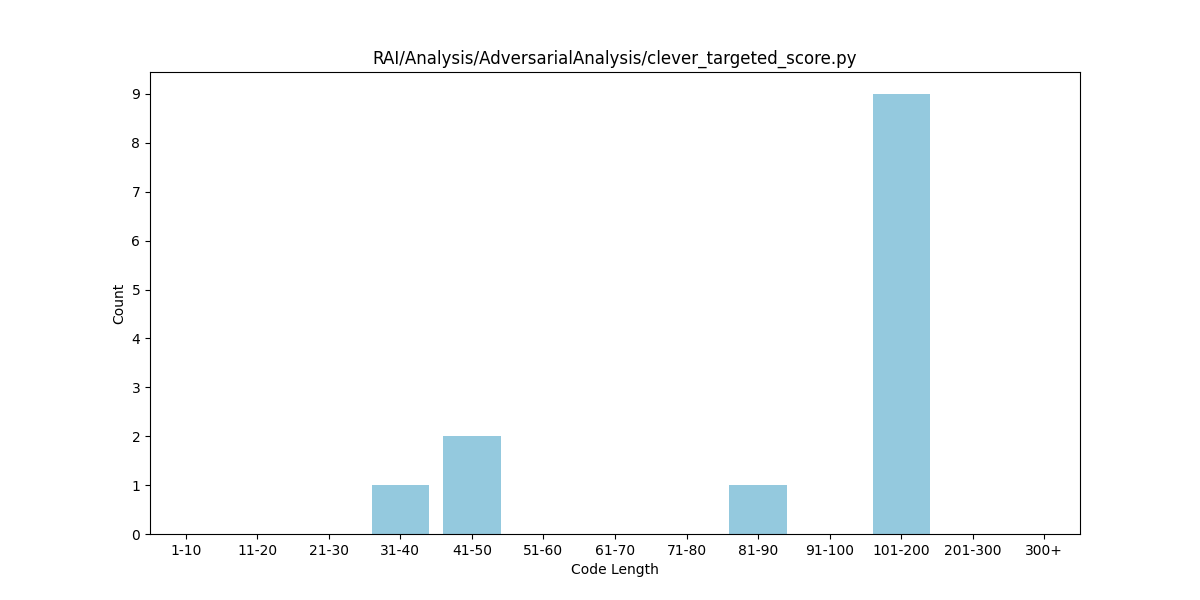 RAI/Analysis/AdversarialAnalysis/clever_targeted_score.py
Count
9
8
7
6
5
4
3
2
1
0
1-10 11-20 21-30 31-40 41-50 51-60 61-70 71-80 81-90 91-100 101-200 201-300 300+
Code Length